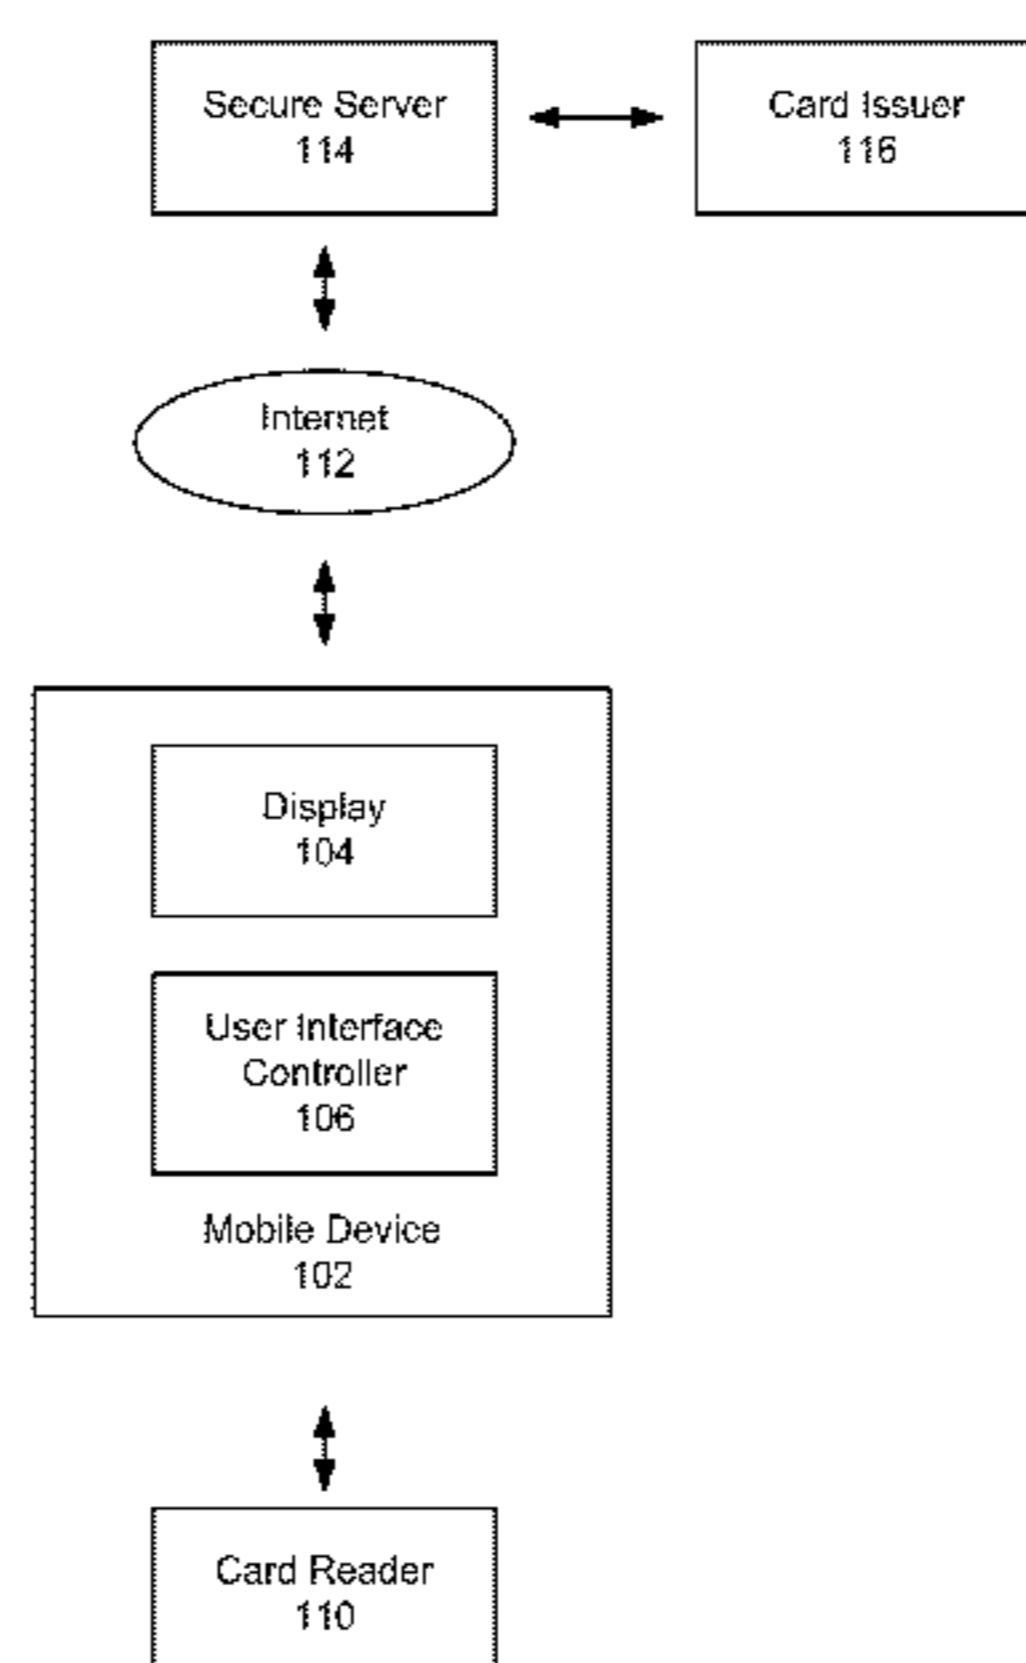 Secure Server
114
Card Issuer
116
Internet
112
Display
104
User Interface
Controller
106
Mobile Device
102
Card Reader
110